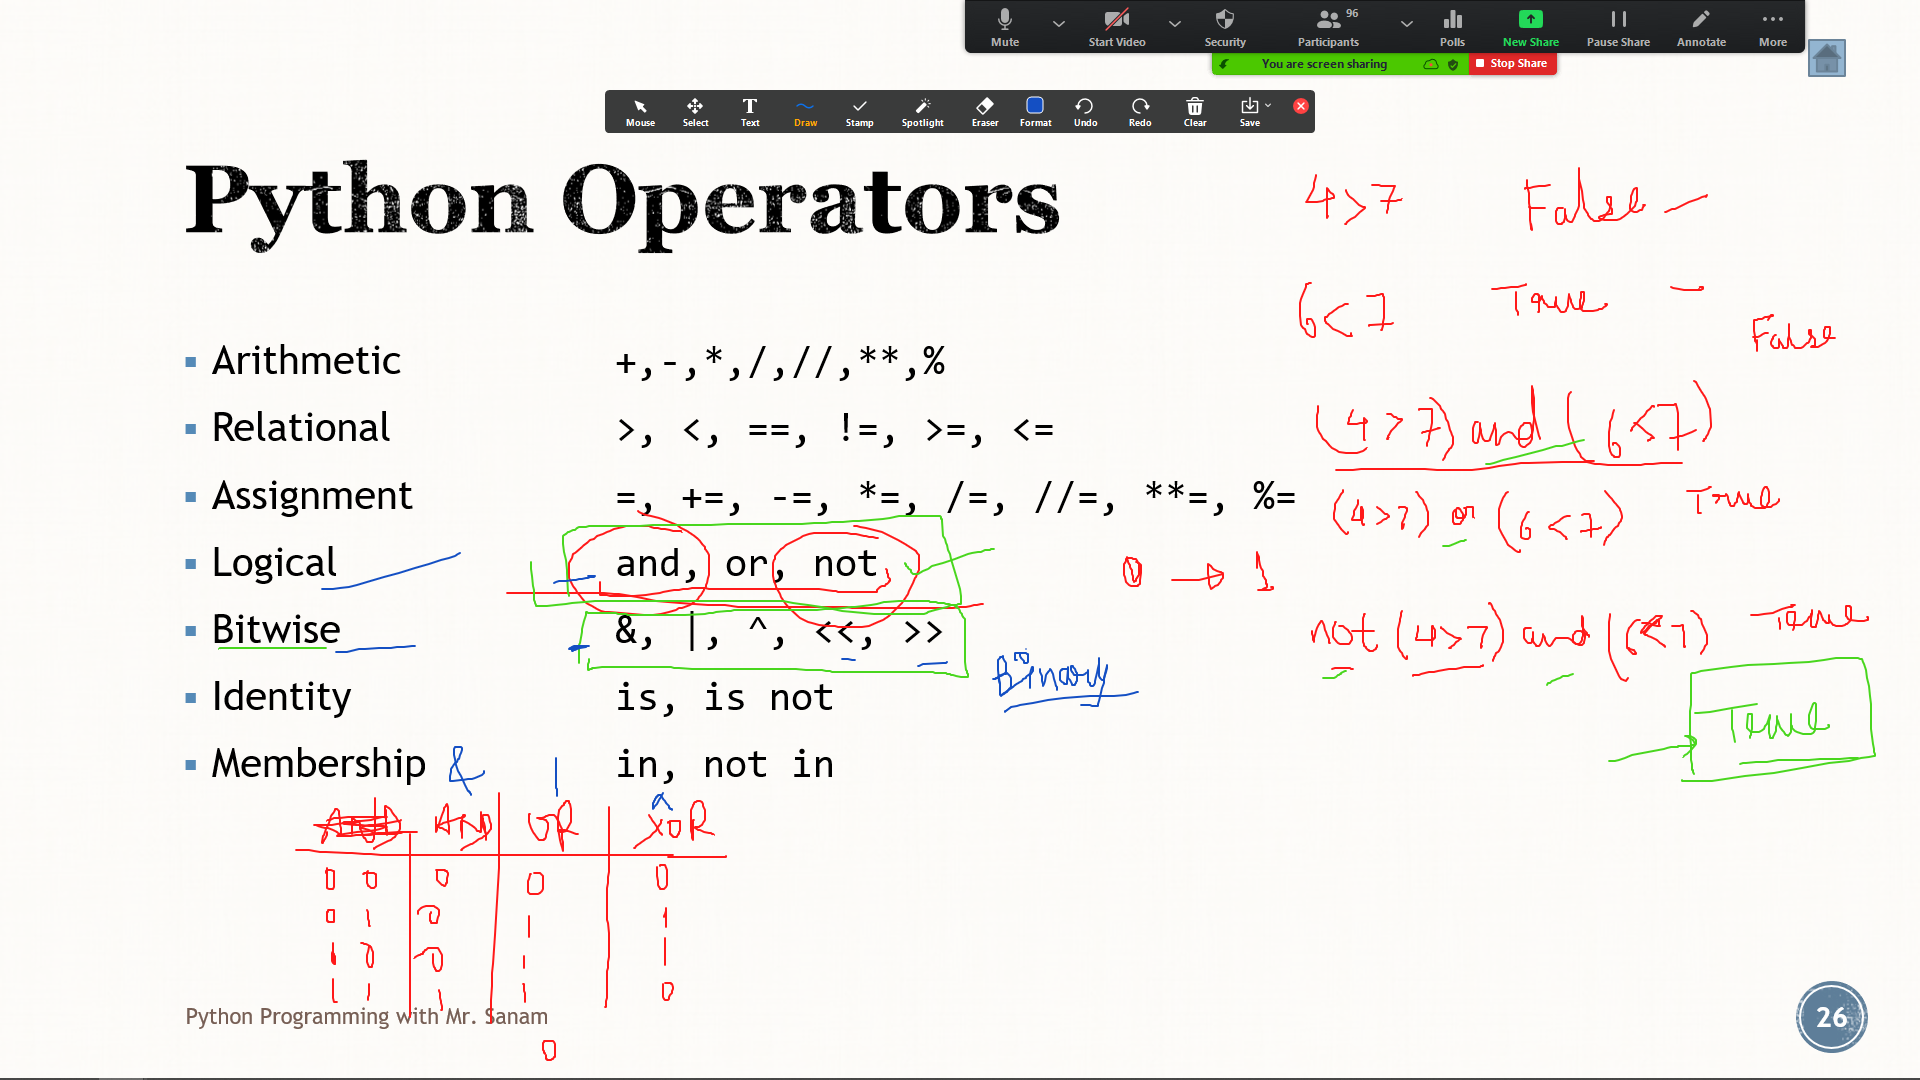 96
Mute Start Video Security Participants Polls New Share Pause Share Annotate More
You are screen sharing Stop Share
Mouse Select Text Draw Stamp Spotlight Eraser Format Undo Redo Clear Save
Python Operators
4>7 False
6<7 True
False
Arithmetic +,-,*,/,//,**,%
Relational >, <, ==, !=, >=, <=
(4>7) and (6<7)
Assignment =, +=, -=, *=, /=, //=, **=, %=
(4>7) or (6<7) True
Logical and, or, not,
0 → 1
Bitwise &, |, ^, <<, >>
not (4>7) and (6<7) True
Binary
Identity is, is not
True
Membership in, not in
& | ^
AND OR XOR
0 0 0 0 0
0 1 0 1 1
1 0 0 1 1
1 1 1 1 0
Python Programming with Mr. Sanam
26
0